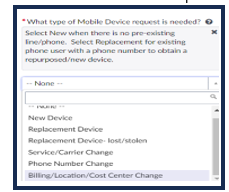 * What type of Mobile Device request is needed?
Select New when there is no pre-existing
line/phone. Select Replacement for existing
phone user with a phone number to obtain a
repurposed/new device.
-- None --
-- None --
New Device
Replacement Device
Replacement Device- lost/stolen
Service/Carrier Change
Phone Number Change
Billing/Location/Cost Center Change